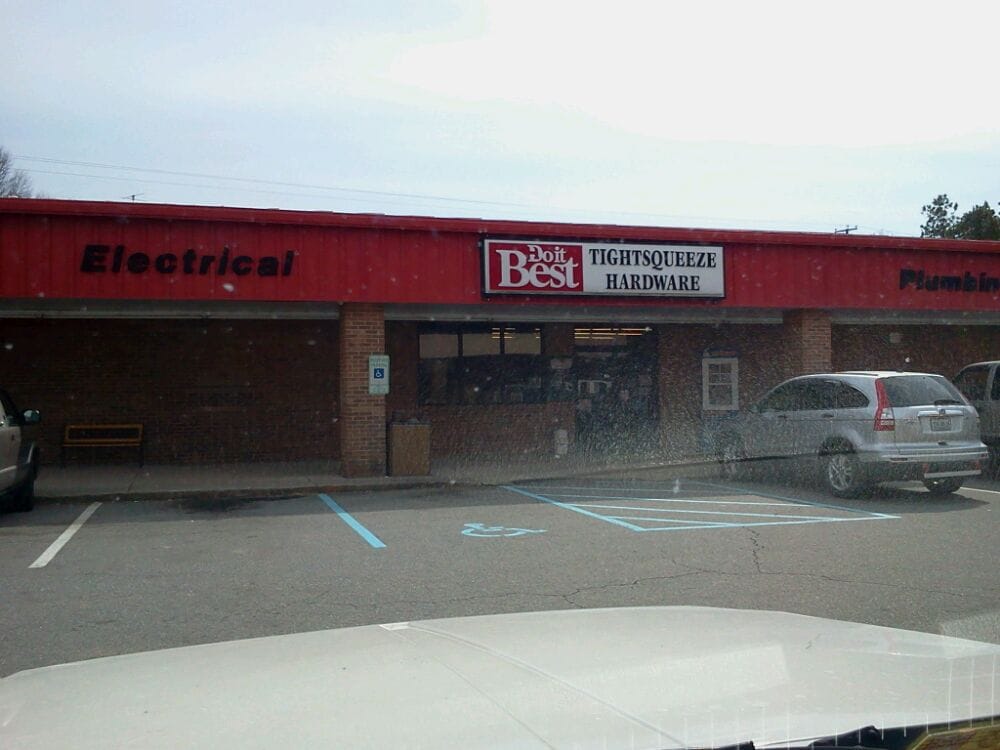 Electrical
Do it
Best
TIGHTSQUEEZE
HARDWARE
Plumbin